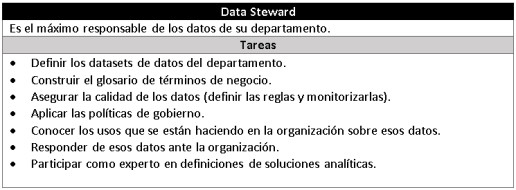 Data Steward
Es el máximo responsable de los datos de su departamento.
Tareas
• Definir los datasets de datos del departamento.
• Construir el glosario de términos de negocio.
• Asegurar la calidad de los datos (definir las reglas y monitorizarlas).
• Aplicar las políticas de gobierno.
• Conocer los usos que se están haciendo en la organización sobre esos datos.
• Responder de esos datos ante la organización.
• Participar como experto en definiciones de soluciones analíticas.